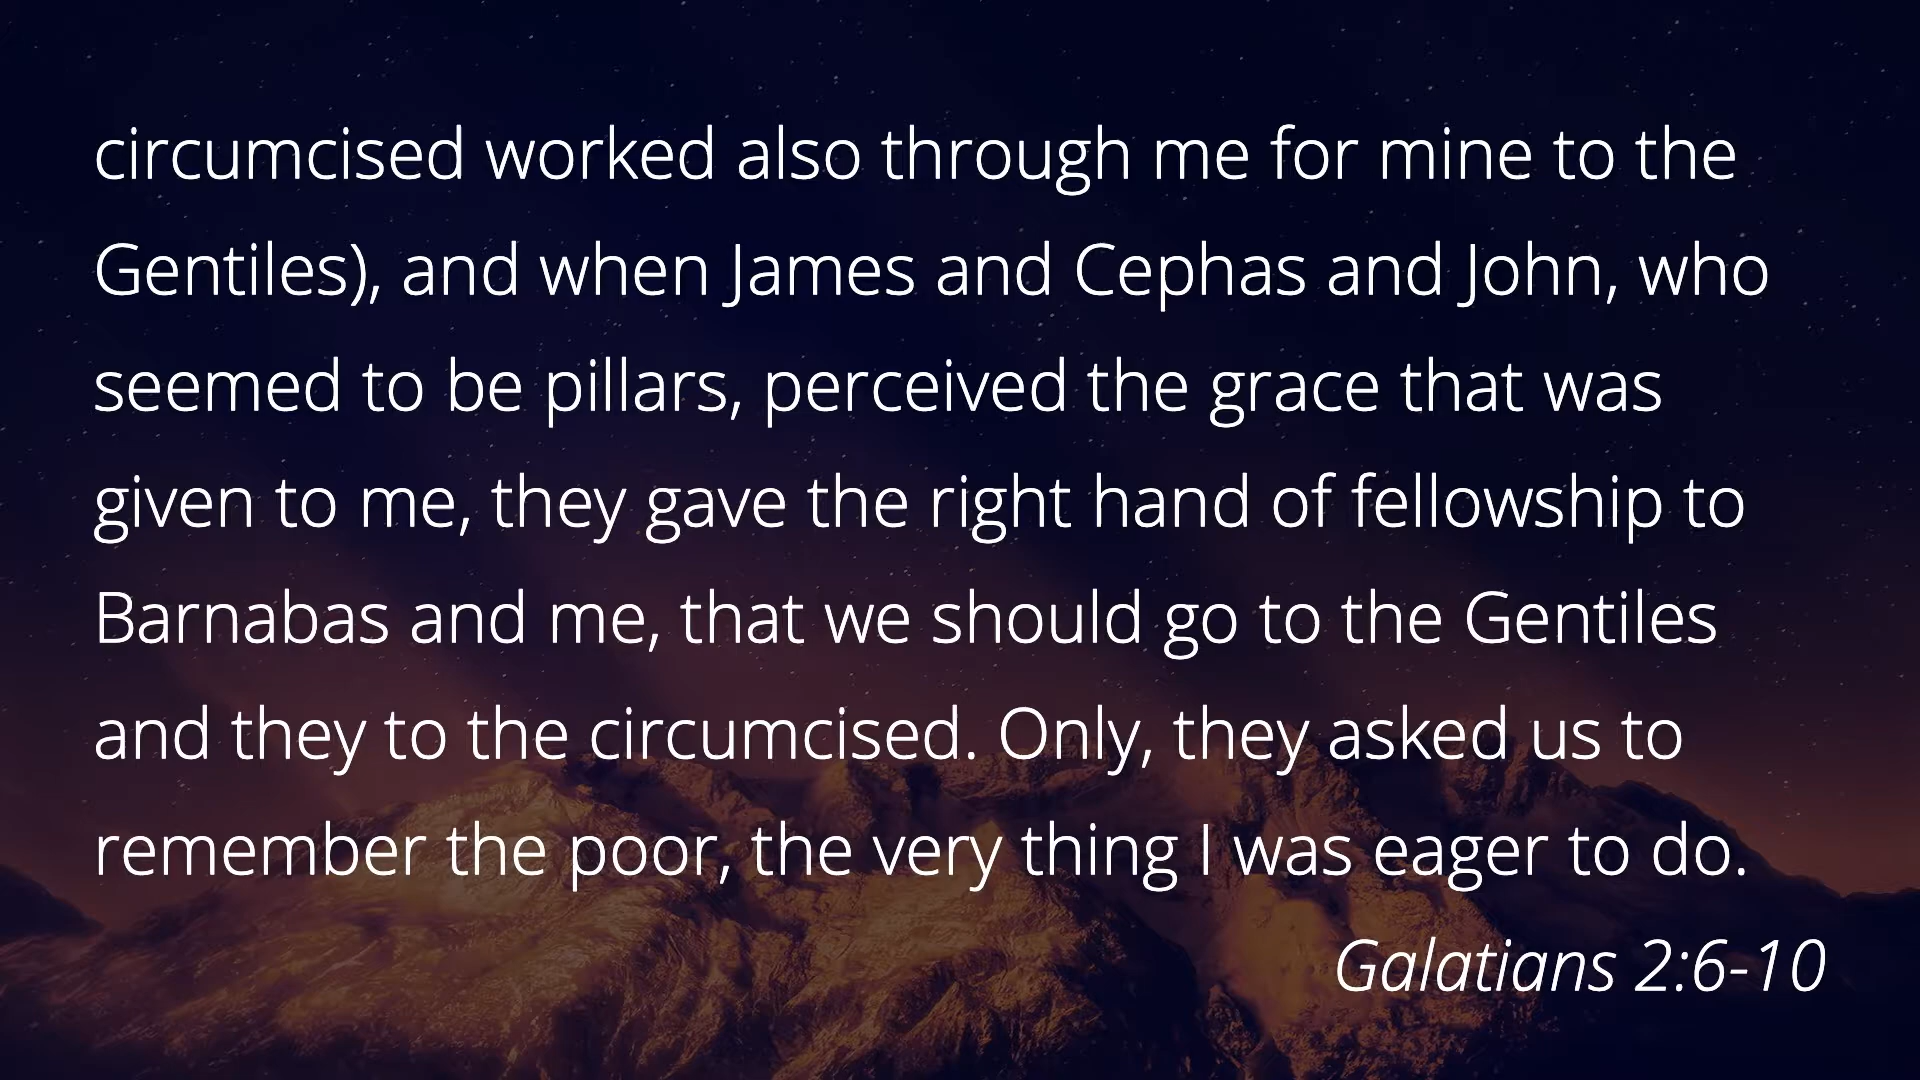 circumcised worked also through me for mine to the
Gentiles), and when James and Cephas and John, who
seemed to be pillars, perceived the grace that was
given to me, they gave the right hand of fellowship to
Barnabas and me, that we should go to the Gentiles
and they to the circumcised. Only, they asked us to
remember the poor, the very thing I was eager to do.
Galatians 2:6-10